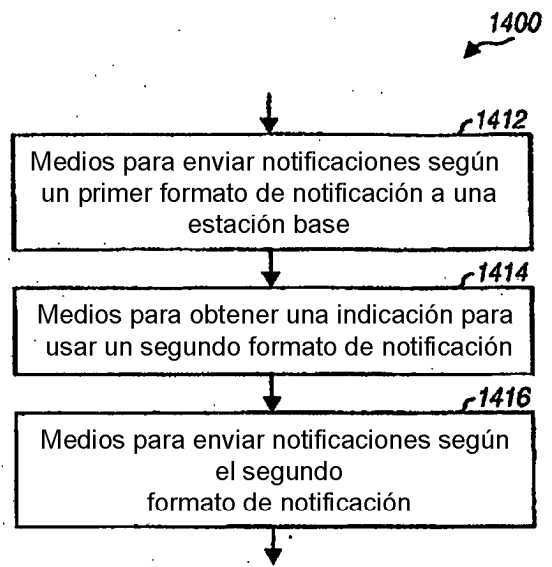 1400
1412
Medios para enviar notificaciones según
un primer formato de notificación a una
estación base
1414
Medios para obtener una indicación para
usar un segundo formato de notificación
1416
Medios para enviar notificaciones según
el segundo
formato de notificación